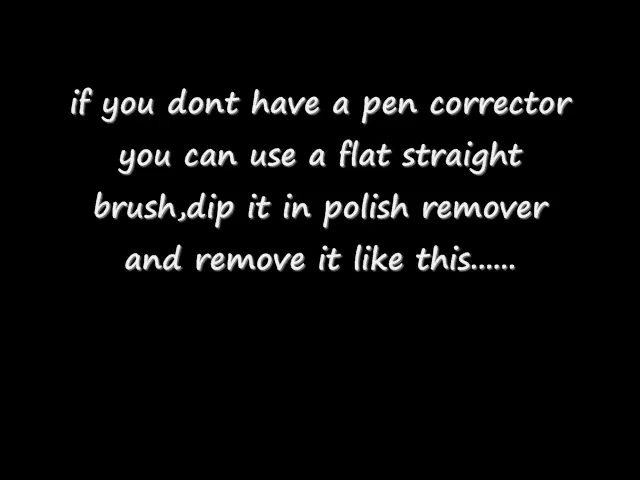 if you dont have a pen corrector
you can use a flat straight
brush,dip it in polish remover
and remove it like this......